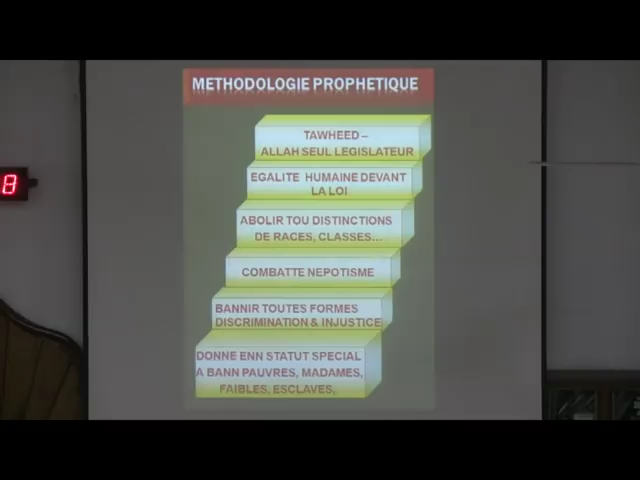 METHODOLOGIE PROPHETIQUE
TAWHEED –
ALLAH SEUL LEGISLATEUR
EGALITE HUMAINE DEVANT
LA LOI
ABOLIR TOU DISTINCTIONS
DE RACES, CLASSES...
COMBATTE NEPOTISME
BANNIR TOUTES FORMES
DISCRIMINATION & INJUSTICE
DONNE ENN STATUT SPECIAL
A BANN PAUVRES, MADAMES,
FAIBLES, ESCLAVES,
8